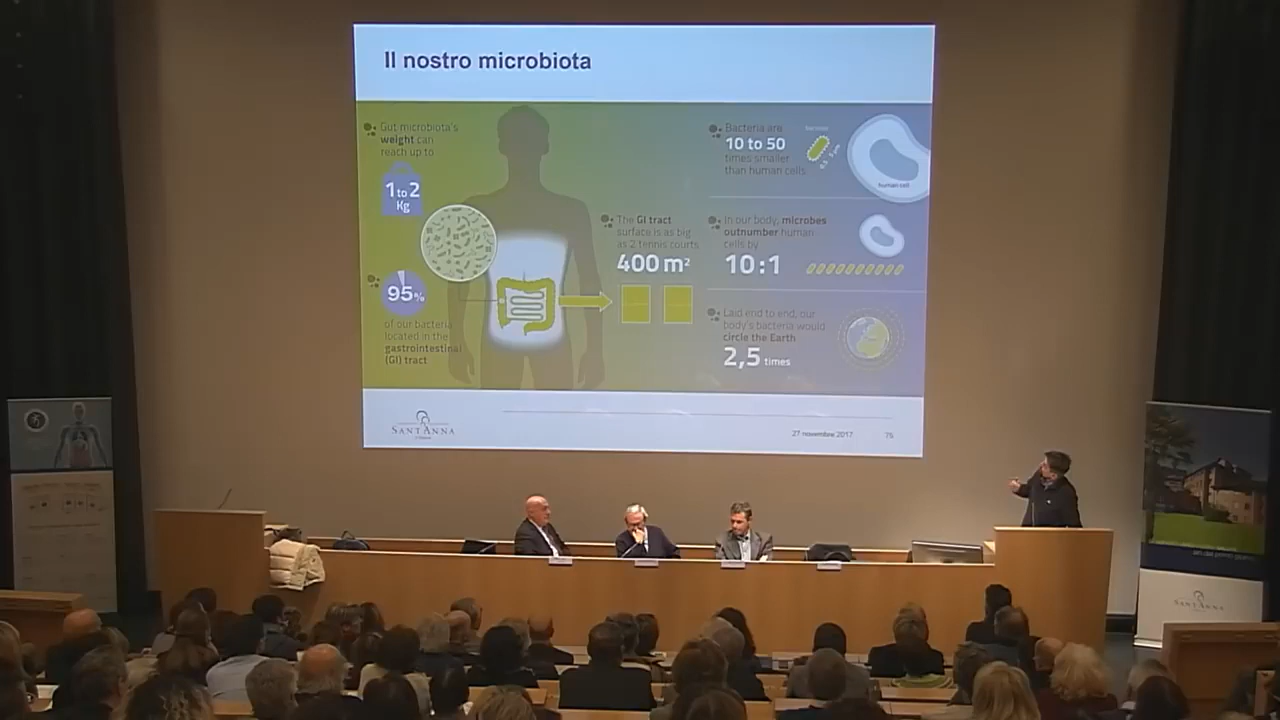 Il nostro microbiota
Gut microbiota's
weight can
reach up to
1 to 2
Kg
95%
of our bacteria
located in the
gastrointestinal
(GI) tract
The GI tract
surface is as big
as 2 tennis courts
400 m²
Bacteria are
10 to 50
times smaller
than human cells
human cell
In our body, microbes
outnumber human
cells by
10:1
Laid end to end, our
body's bacteria would
circle the Earth
2,5 times
SANT'ANNA
27 novembre 2017
75
SANT'ANNA